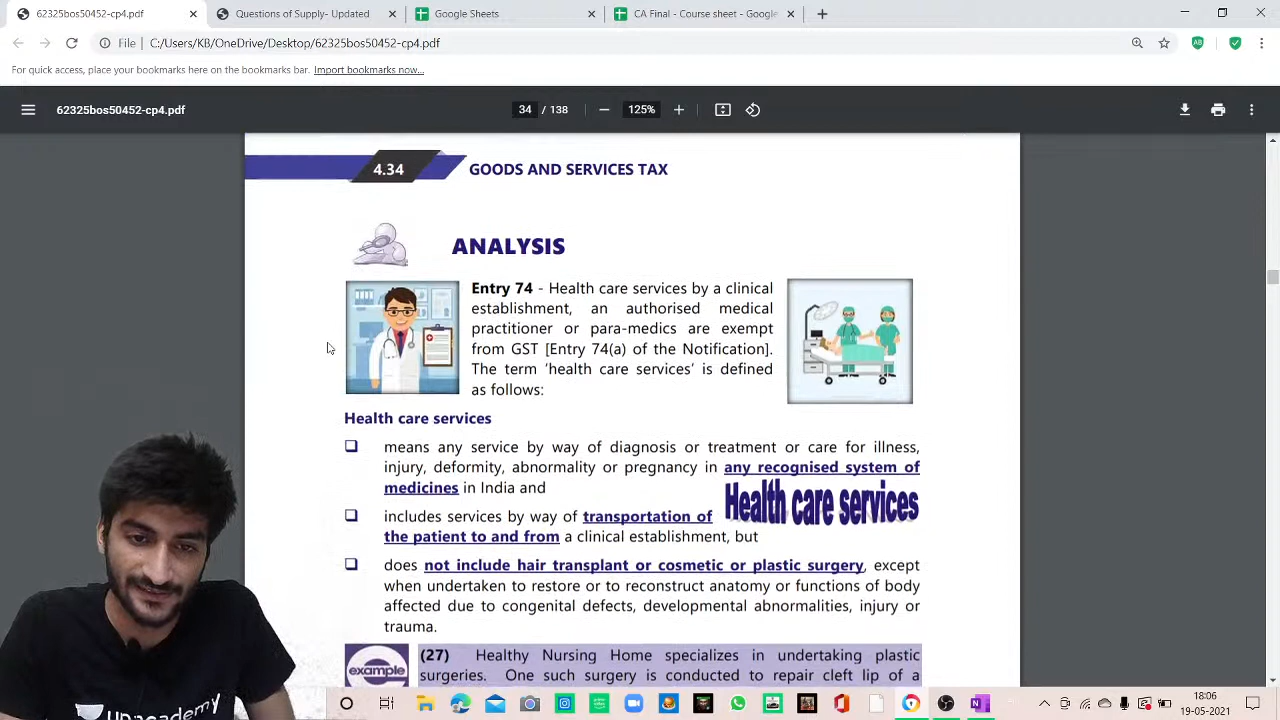 62325bos50452-cp4.pdf
Questions of Supply- Updated
Google Sheets
CA Final - Course sheet - Google
File | C:/Users/KB/OneDrive/Desktop/62325bos50452-cp4.pdf
For quick access, place your bookmarks here on the bookmarks bar. Import bookmarks now...
62325bos50452-cp4.pdf
34 / 138
125%
4.34 GOODS AND SERVICES TAX
ANALYSIS
Entry 74 - Health care services by a clinical
establishment, an authorised medical
practitioner or para-medics are exempt
from GST [Entry 74(a) of the Notification].
The term ‘health care services’ is defined
as follows:
Health care services
means any service by way of diagnosis or treatment or care for illness,
injury, deformity, abnormality or pregnancy in any recognised system of
medicines in India and
Health care services
includes services by way of transportation of
the patient to and from a clinical establishment, but
does not include hair transplant or cosmetic or plastic surgery, except
when undertaken to restore or to reconstruct anatomy or functions of body
affected due to congenital defects, developmental abnormalities, injury or
trauma.
example
(27) Healthy Nursing Home specializes in undertaking plastic
surgeries. One such surgery is conducted to repair cleft lip of a
18:06
19-05-2021